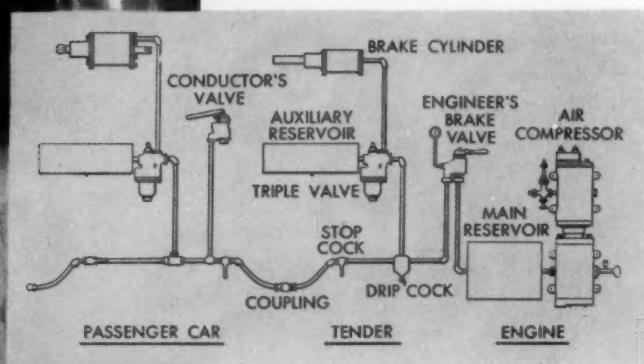 BRAKE CYLINDER
CONDUCTOR'S
VALVE
AUXILIARY
RESERVOIR
TRIPLE VALVE
ENGINEER'S
BRAKE
VALVE
AIR
COMPRESSOR
MAIN
RESERVOIR
STOP
COCK
COUPLING
DRIP COCK
PASSENGER CAR
TENDER
ENGINE